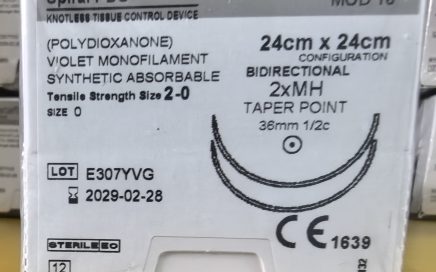 KNOTLESS TISSUE CONTROL DEVICE
(POLYDIOXANONE)
VIOLET MONOFILAMENT
SYNTHETIC ABSORBABLE
Tensile Strength Size 2-0
SIZE 0
24cm x 24cm
CONFIGURATION
BIDIRECTIONAL
2xMH
TAPER POINT
36mm 1/2c
LOT E307YVG
2029-02-28
CE 1639
STERILE EO
12